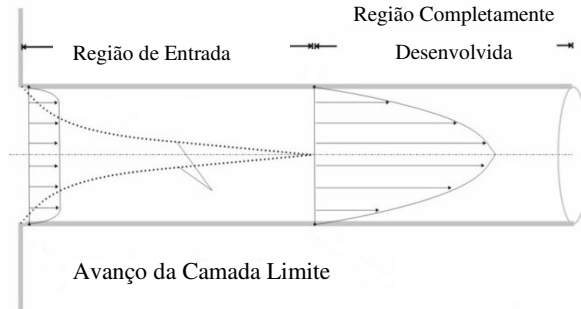 Região Completamente
Região de Entrada
Desenvolvida
Avanço da Camada Limite